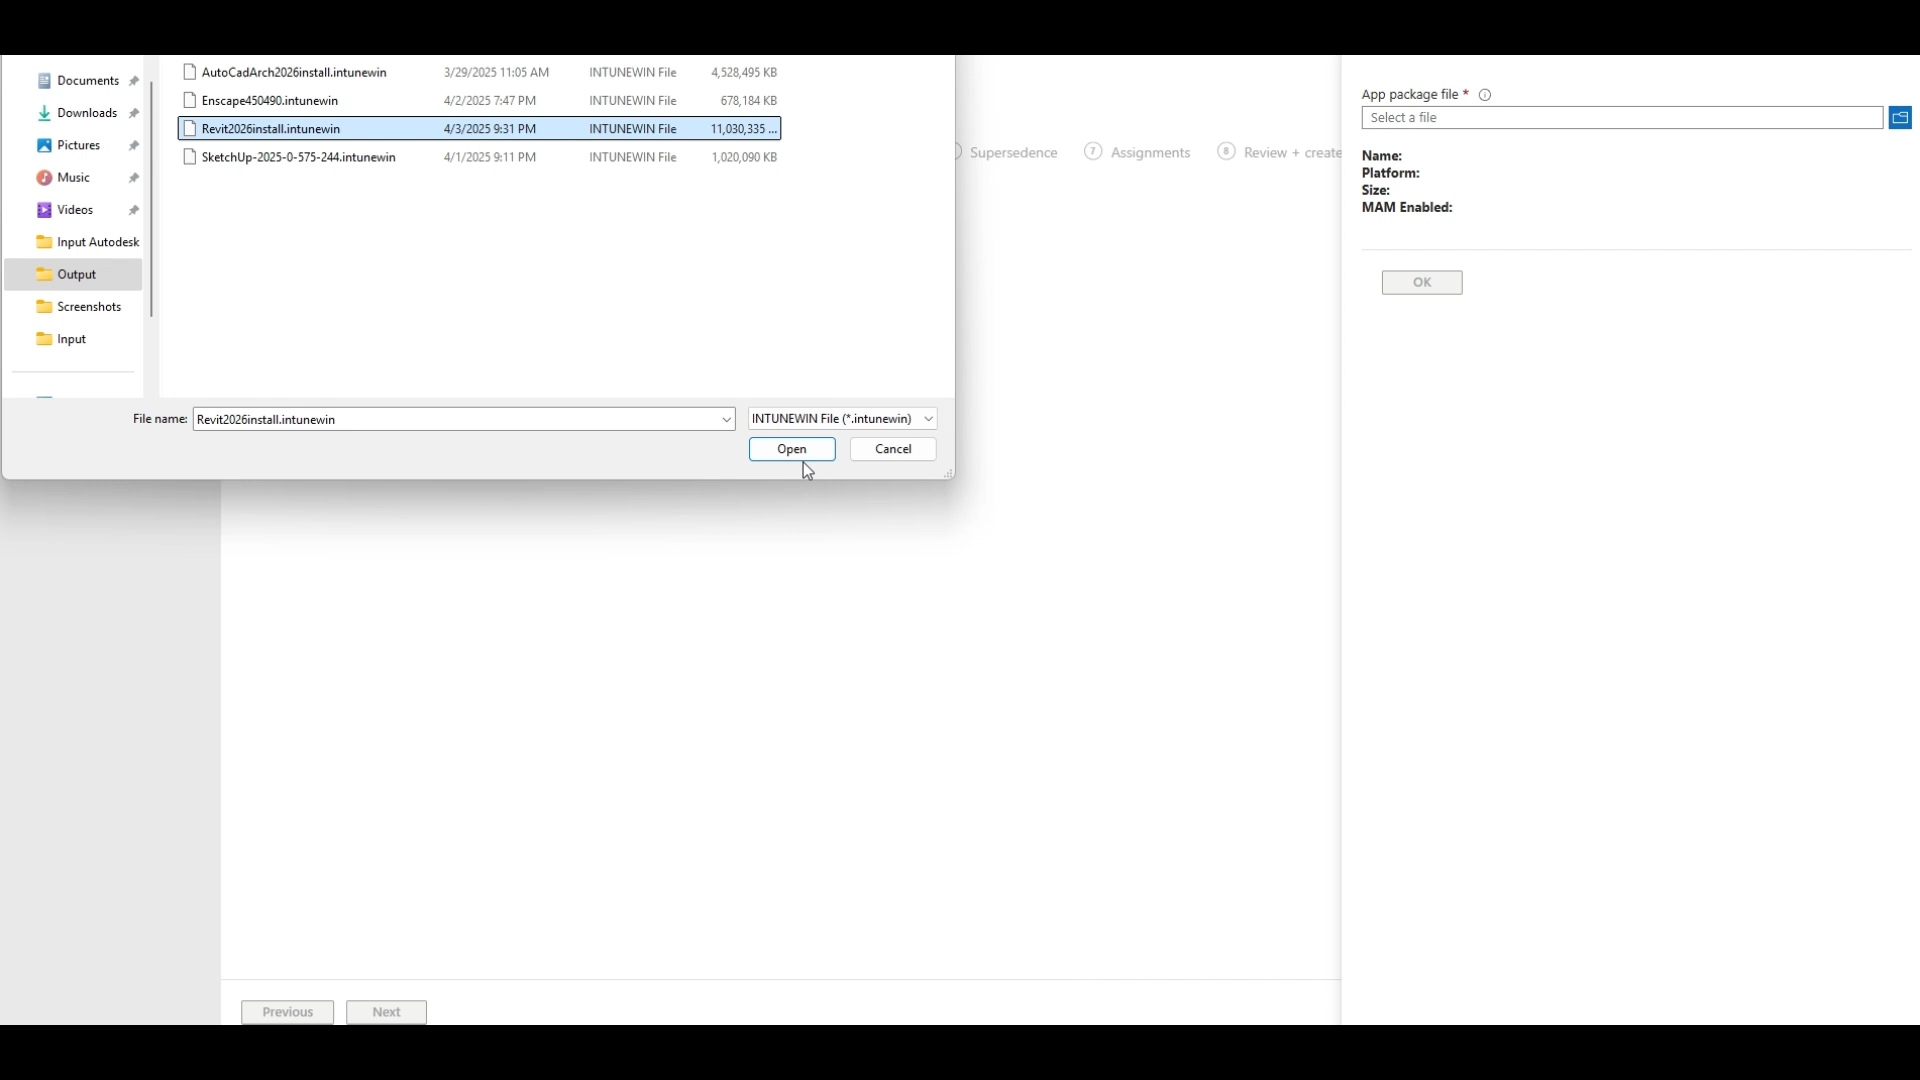 Documents
Downloads
Pictures
Music
Videos
Input Autodesk
Output
Screenshots
Input
AutoCadArch2026install.intunewin 3/29/2025 11:05 AM INTUNEWIN File 4,528,495 KB
Enscape450490.intunewin 4/2/2025 7:47 PM INTUNEWIN File 678,184 KB
Revit2026install.intunewin 4/3/2025 9:31 PM INTUNEWIN File 11,030,335 ...
SketchUp-2025-0-575-244.intunewin 4/1/2025 9:11 PM INTUNEWIN File 1,020,090 KB
File name: Revit2026install.intunewin INTUNEWIN File (*.intunewin)
Open Cancel
Supersedence 7 Assignments 8 Review + create
App package file *
Select a file
Name:
Platform:
Size:
MAM Enabled:
OK
Previous Next